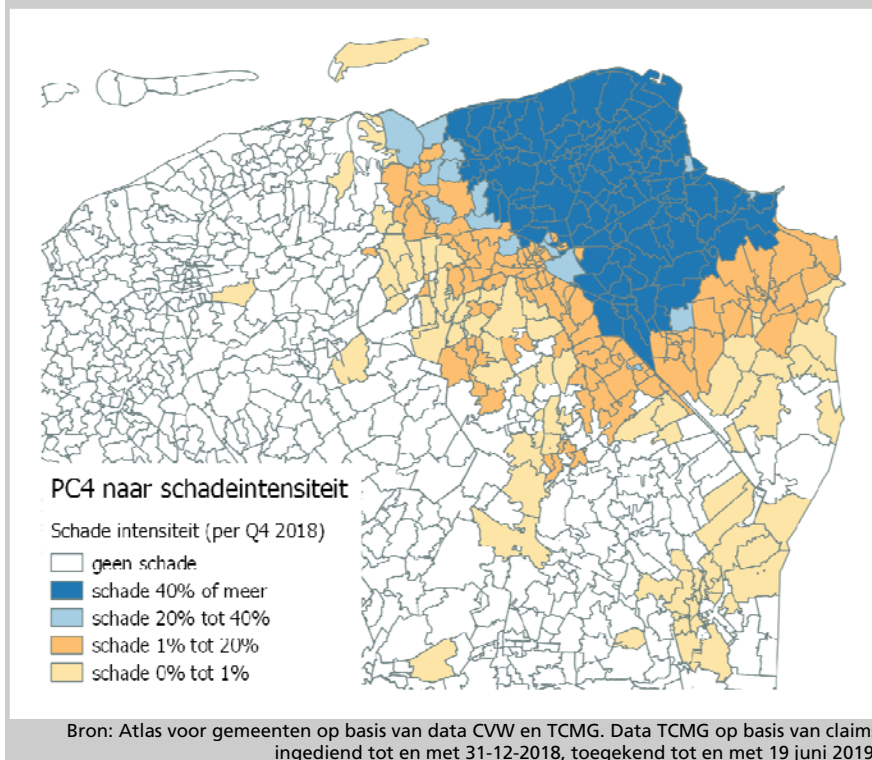 PC4 naar schadeintensiteit
Schade intensiteit (per Q4 2018)
geen schade
schade 40% of meer
schade 20% tot 40%
schade 1% tot 20%
schade 0% tot 1%
Bron: Atlas voor gemeenten op basis van data CVW en TCMG. Data TCMG op basis van claim
ingediend tot en met 31-12-2018, toegekend tot en met 19 juni 2019